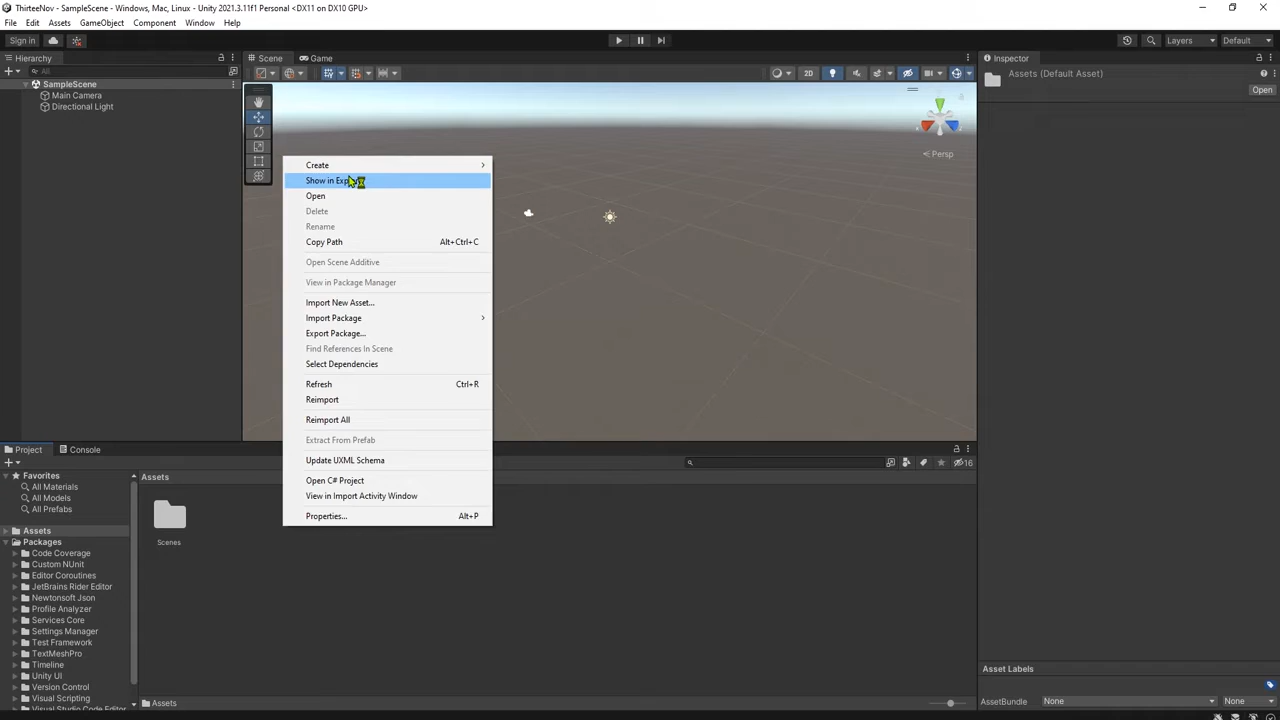 ThirteeNov - SampleScene - Windows, Mac, Linux - Unity 2021.3.11f1 Personal <DX11 on DX10 GPU>
File Edit Assets GameObject Component Window Help
Sign in
Layers
Default
Hierarchy
All
SampleScene
Main Camera
Directional Light
Scene
Game
2D
Persp
Create
Show in Exp
Open
Delete
Rename
Copy Path Alt+Ctrl+C
Open Scene Additive
View in Package Manager
Import New Asset...
Import Package
Export Package...
Find References In Scene
Select Dependencies
Refresh Ctrl+R
Reimport
Reimport All
Extract From Prefab
Update UXML Schema
Open C# Project
View in Import Activity Window
Properties... Alt+P
Inspector
Assets (Default Asset)
Open
Project
Console
16
Favorites
All Materials
All Models
All Prefabs
Assets
Packages
Code Coverage
Custom NUnit
Editor Coroutines
JetBrains Rider Editor
Newtonsoft Json
Profile Analyzer
Services Core
Settings Manager
Test Framework
TextMeshPro
Timeline
Unity UI
Version Control
Visual Scripting
Visual Studio Code Editor
Assets
Scenes
Assets
Asset Labels
AssetBundle None None